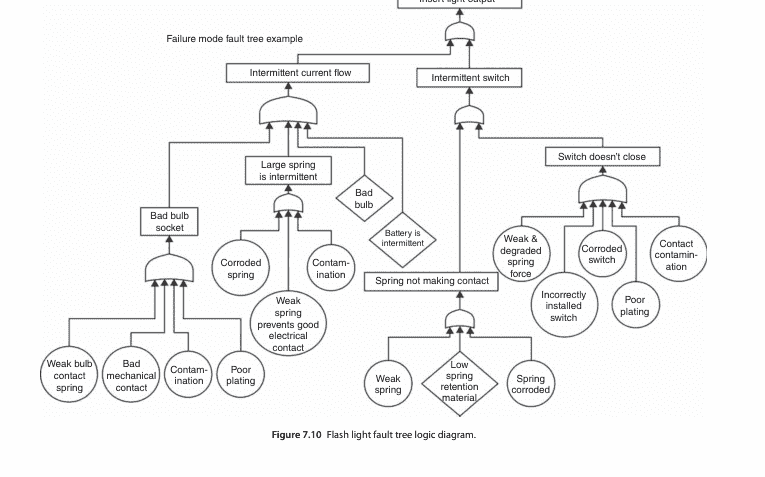 Insert light output
Failure mode fault tree example
Intermittent current flow
Intermittent switch
Switch doesn't close
Large spring
is intermittent
Bad
bulb
Bad bulb
socket
Battery is
intermittent
Weak &
degraded
spring
force
Corroded
switch
Contact
contamin-
ation
Corroded
spring
Contam-
ination
Spring not making contact
Incorrectly
installed
switch
Poor
plating
Weak
spring
prevents good
electrical
contact
Weak bulb
contact
spring
Bad
mechanical
contact
Contam-
ination
Poor
plating
Weak
spring
Low
spring
retention
material
Spring
corroded
Figure 7.10 Flash light fault tree logic diagram.